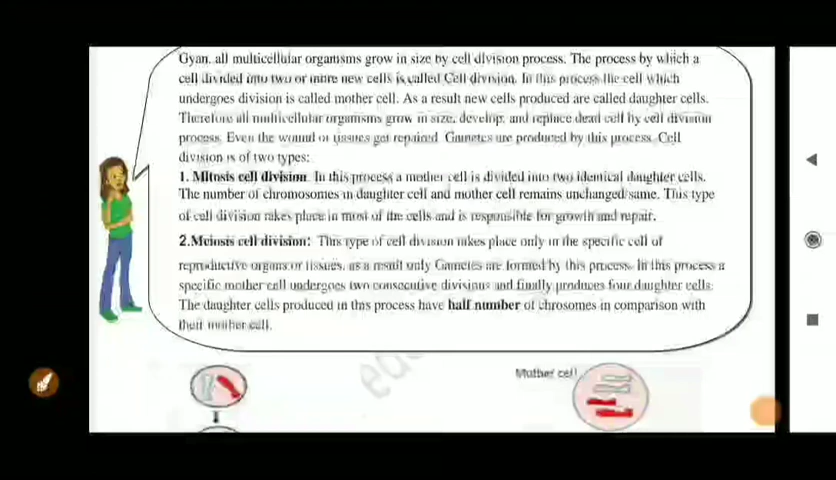 Gyan, all multicellular organisms grow in size by cell division process. The process by which a
cell divided into two or more new cells is called Cell division. In this process the cell which
undergoes division is called mother cell. As a result new cells produced are called daughter cells.
Therefore all multicellular organisms grow in size, develop, and replace dead cell by cell division
process. Even the wound or tissues get repaired. Gametes are produced by this process. Cell
division is of two types:
1. Mitosis cell division. In this process a mother cell is divided into two identical daughter cells.
The number of chromosomes in daughter cell and mother cell remains unchanged/same. This type
of cell division takes place in most of the cells and is responsible for growth and repair.
2.Meiosis cell division: This type of cell division takes place only in the specific cell of
reproductive organs or tissues, as a result only Gametes are formed by this process. In this process a
specific mother cell undergoes two consecutive divisions and finally produces four daughter cells.
The daughter cells produced in this process have half number of chrosomes in comparison with
their mother cell.
Mother cell